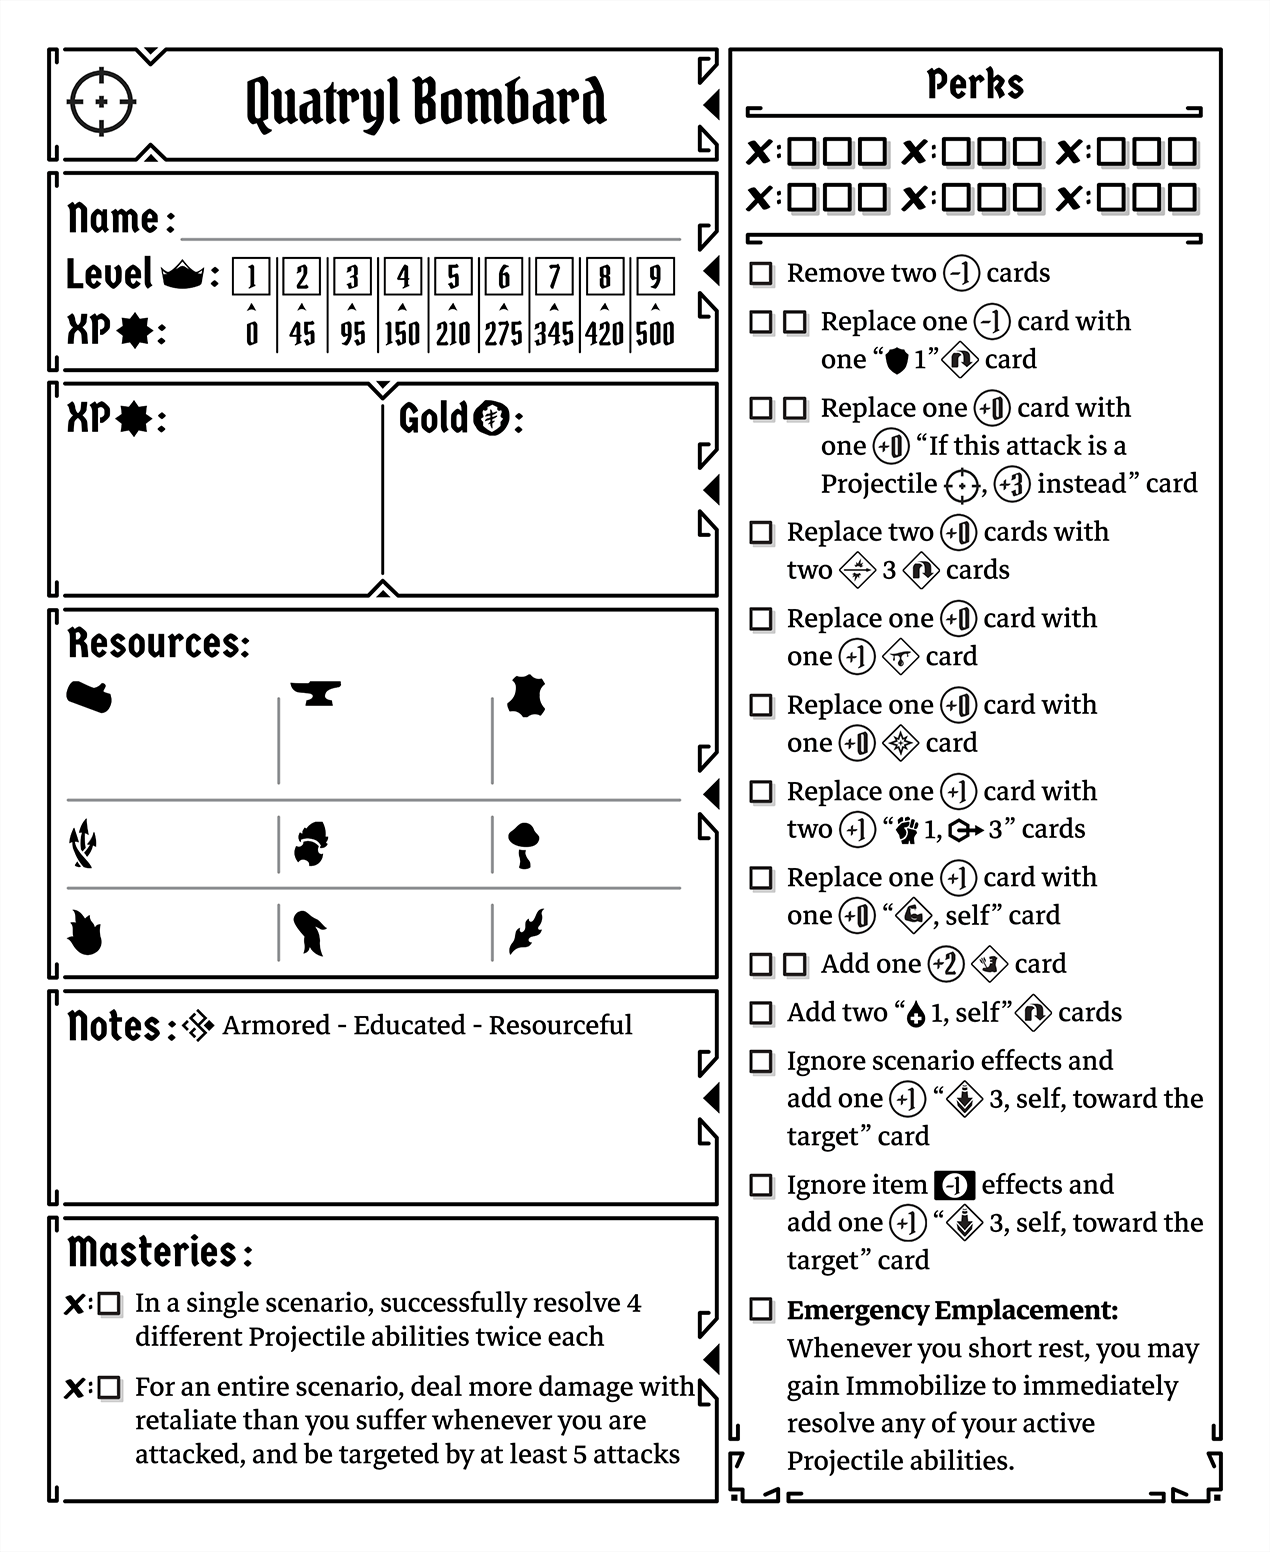 Quatryl Bombard
Name:
Level :
1 2 3 4 5 6 7 8 9
XP :
0 45 95 150 210 275 345 420 500
XP :
Gold :
Resources:
Notes: Armored - Educated - Resourceful
Masteries:
x: In a single scenario, successfully resolve 4
different Projectile abilities twice each
x: For an entire scenario, deal more damage with
retaliate than you suffer whenever you are
attacked, and be targeted by at least 5 attacks
Perks
x: x: x:
x: x: x:
Remove two -1 cards
Replace one -1 card with
one “ 1” card
Replace one +0 card with
one +0 “If this attack is a
Projectile , +3 instead” card
Replace two +0 cards with
two 3 cards
Replace one +0 card with
one +1 card
Replace one +0 card with
one +0 card
Replace one +1 card with
two +1 “ 1, 3” cards
Replace one +1 card with
one +0 “ , self” card
Add one +2 card
Add two “ 1, self” cards
Ignore scenario effects and
add one +1 “ 3, self, toward the
target” card
Ignore item -1 effects and
add one +1 “ 3, self, toward the
target” card
Emergency Emplacement:
Whenever you short rest, you may
gain Immobilize to immediately
resolve any of your active
Projectile abilities.